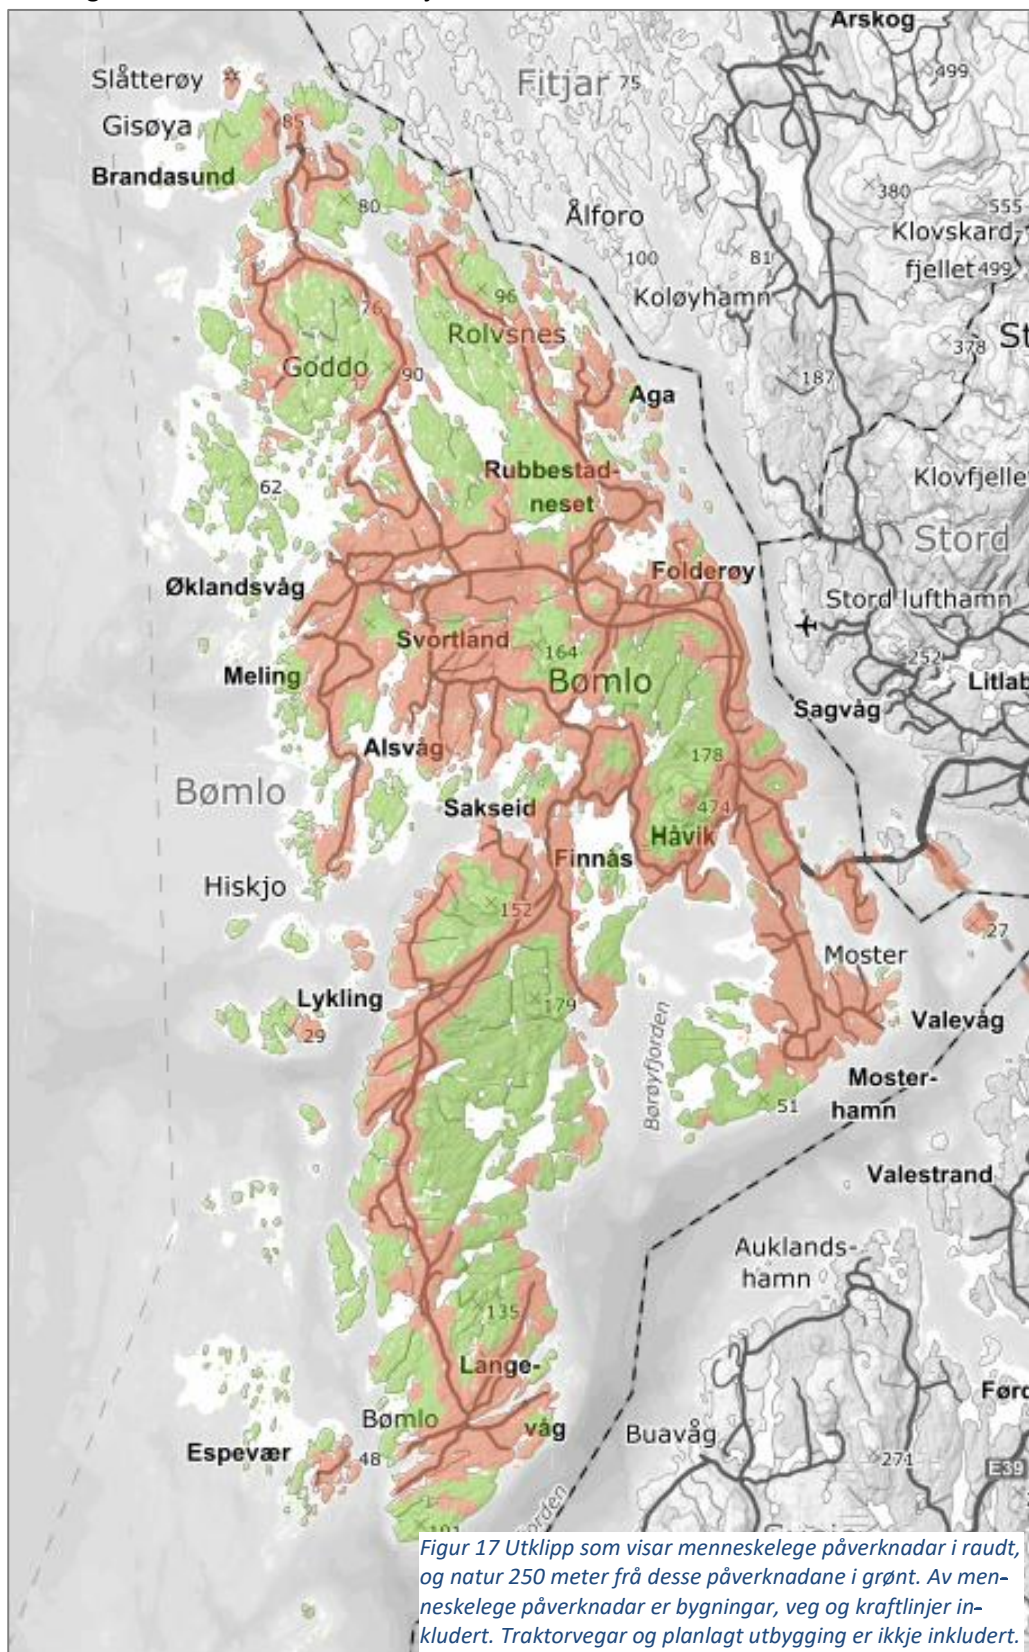 Årskog
Slåtterøy
Fitjar
75
499
Gisøya
85
Brandasund
80
380
555
Ålforo
Klovskard-
fjellet 499
100
81
Koløyhamn
96
76
Rolvsnes
St
378
Goddo
90
187
Aga
Rubbestad-
neset
62
Klovfjelle
Stord
Folderøy
Øklandsvåg
Stord lufthamn
Svortland
164
252
Meling
Bømlo
Litlab
Sagvåg
Alsvåg
178
Bømlo
Sakseid
474
Håvik
Finnås
Hiskjo
152
27
Moster
Lykling
179
Valevåg
29
Børøyfjorden
Moster-
hamn
51
Valestrand
Auklands-
hamn
135
Lange-
våg
Førd
Bømlo
Buavåg
Espevær
48
271
E39
orden
Figur 17 Utklipp som visar menneskelege påverknadar i raudt,
og natur 250 meter frå desse påverknadane i grønt. Av men-
neskelege påverknadar er bygningar, veg og kraftlinjer in-
kludert. Traktorvegar og planlagt utbygging er ikkje inkludert.